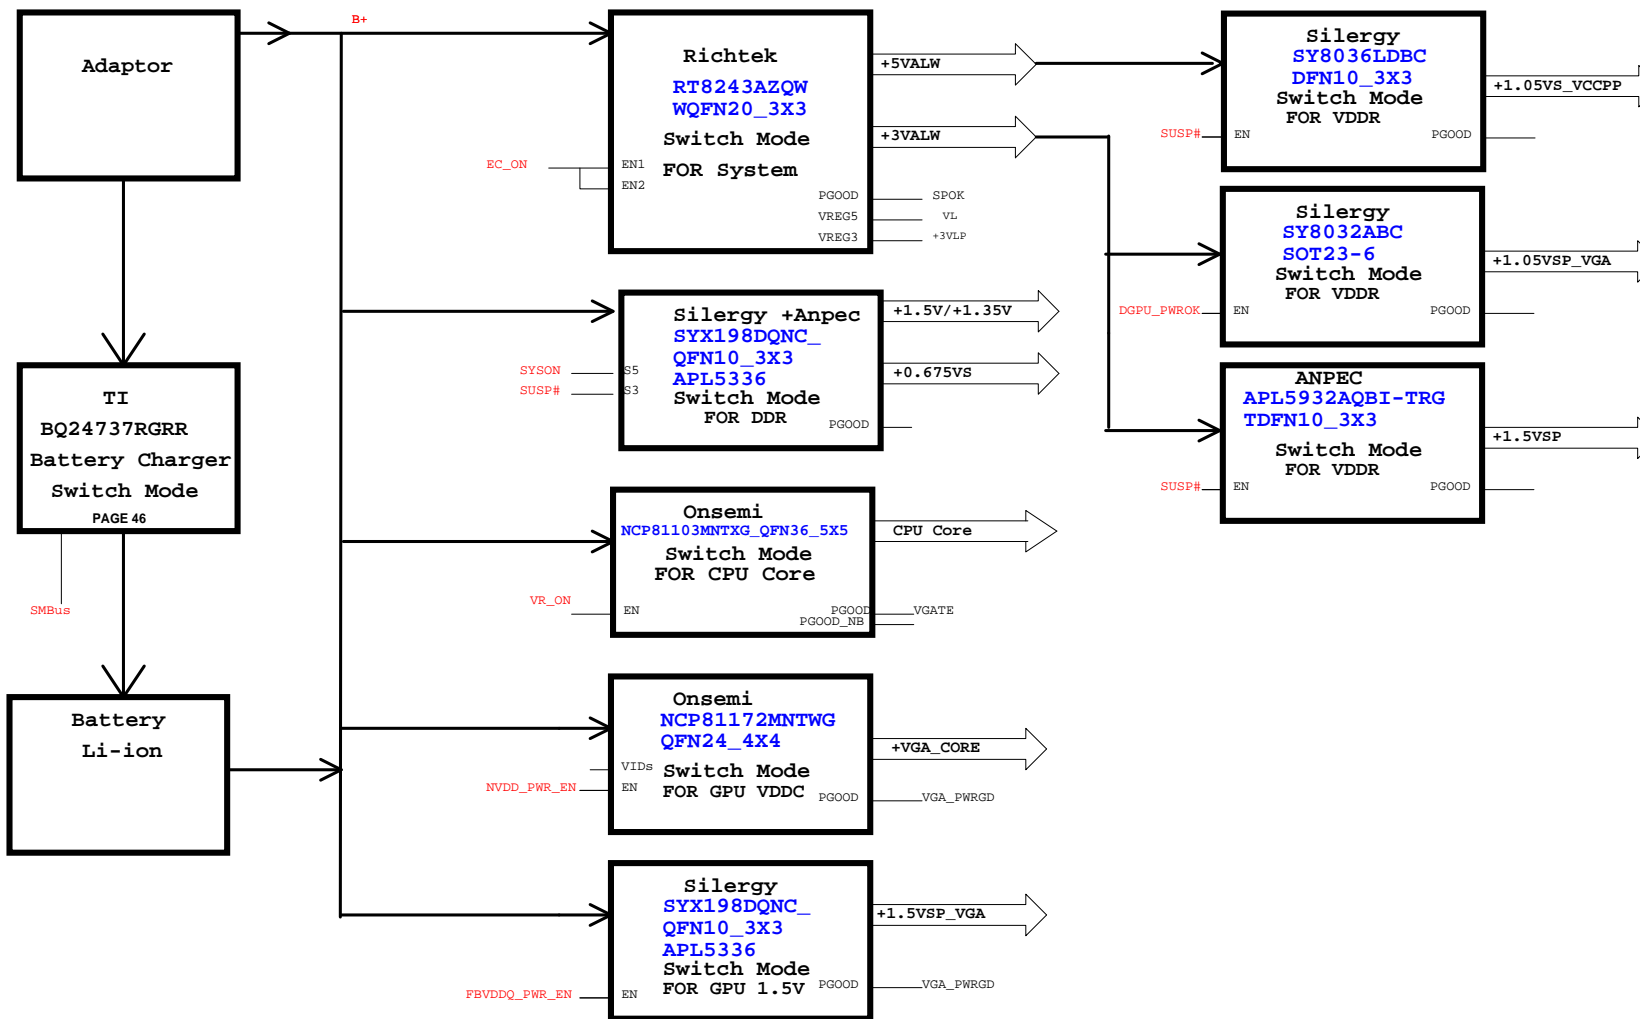 Adaptor
B+
Richtek
RT8243AZQW
WQFN20_3X3
Switch Mode
FOR System
EC_ON
EN1
EN2
PGOOD
VREG5
VREG3
SPOK
VL
+3VLP
+5VALW
+3VALW
Silergy
SY8036LDBC
DFN10_3X3
Switch Mode
FOR VDDR
SUSP#
EN
PGOOD
+1.05VS_VCCPP
Silergy
SY8032ABC
SOT23-6
Switch Mode
FOR VDDR
DGPU_PWROK
EN
PGOOD
+1.05VSP_VGA
ANPEC
APL5932AQBI-TRG
TDFN10_3X3
Switch Mode
FOR VDDR
SUSP#
EN
PGOOD
+1.5VSP
Silergy +Anpec
SYX198DQNC_
QFN10_3X3
APL5336
Switch Mode
FOR DDR
SYSON
S5
SUSP#
S3
PGOOD
+1.5V/+1.35V
+0.675VS
TI
BQ24737RGRR
Battery Charger
Switch Mode
PAGE 46
SMBus
Onsemi
NCP81103MNTXG_QFN36_5X5
Switch Mode
FOR CPU Core
VR_ON
EN
PGOOD
PGOOD_NB
VGATE
CPU Core
Battery
Li-ion
Onsemi
NCP81172MNTWG
QFN24_4X4
Switch Mode
FOR GPU VDDC
VIDs
NVDD_PWR_EN
EN
PGOOD
VGA_PWRGD
+VGA_CORE
Silergy
SYX198DQNC_
QFN10_3X3
APL5336
Switch Mode
FOR GPU 1.5V
FBVDDQ_PWR_EN
EN
PGOOD
VGA_PWRGD
+1.5VSP_VGA